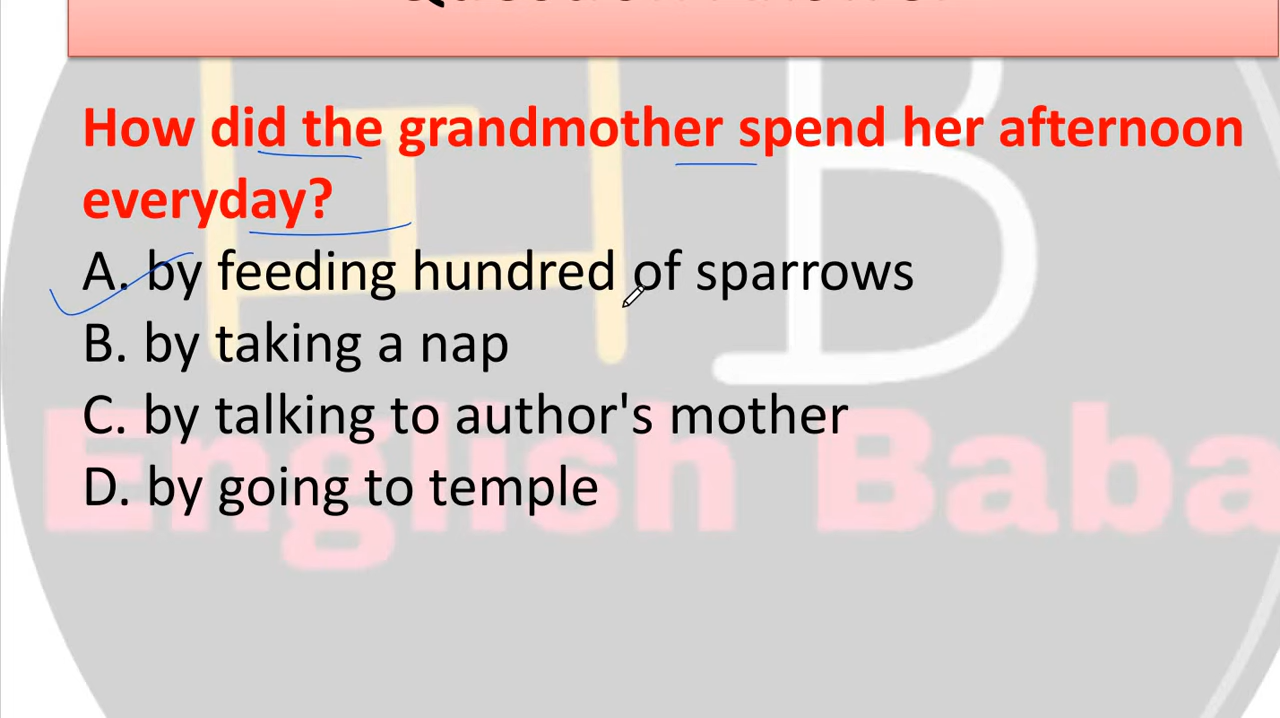 How did the grandmother spend her afternoon
everyday?
A. by feeding hundred of sparrows
B. by taking a nap
C. by talking to author's mother
D. by going to temple
English Baba